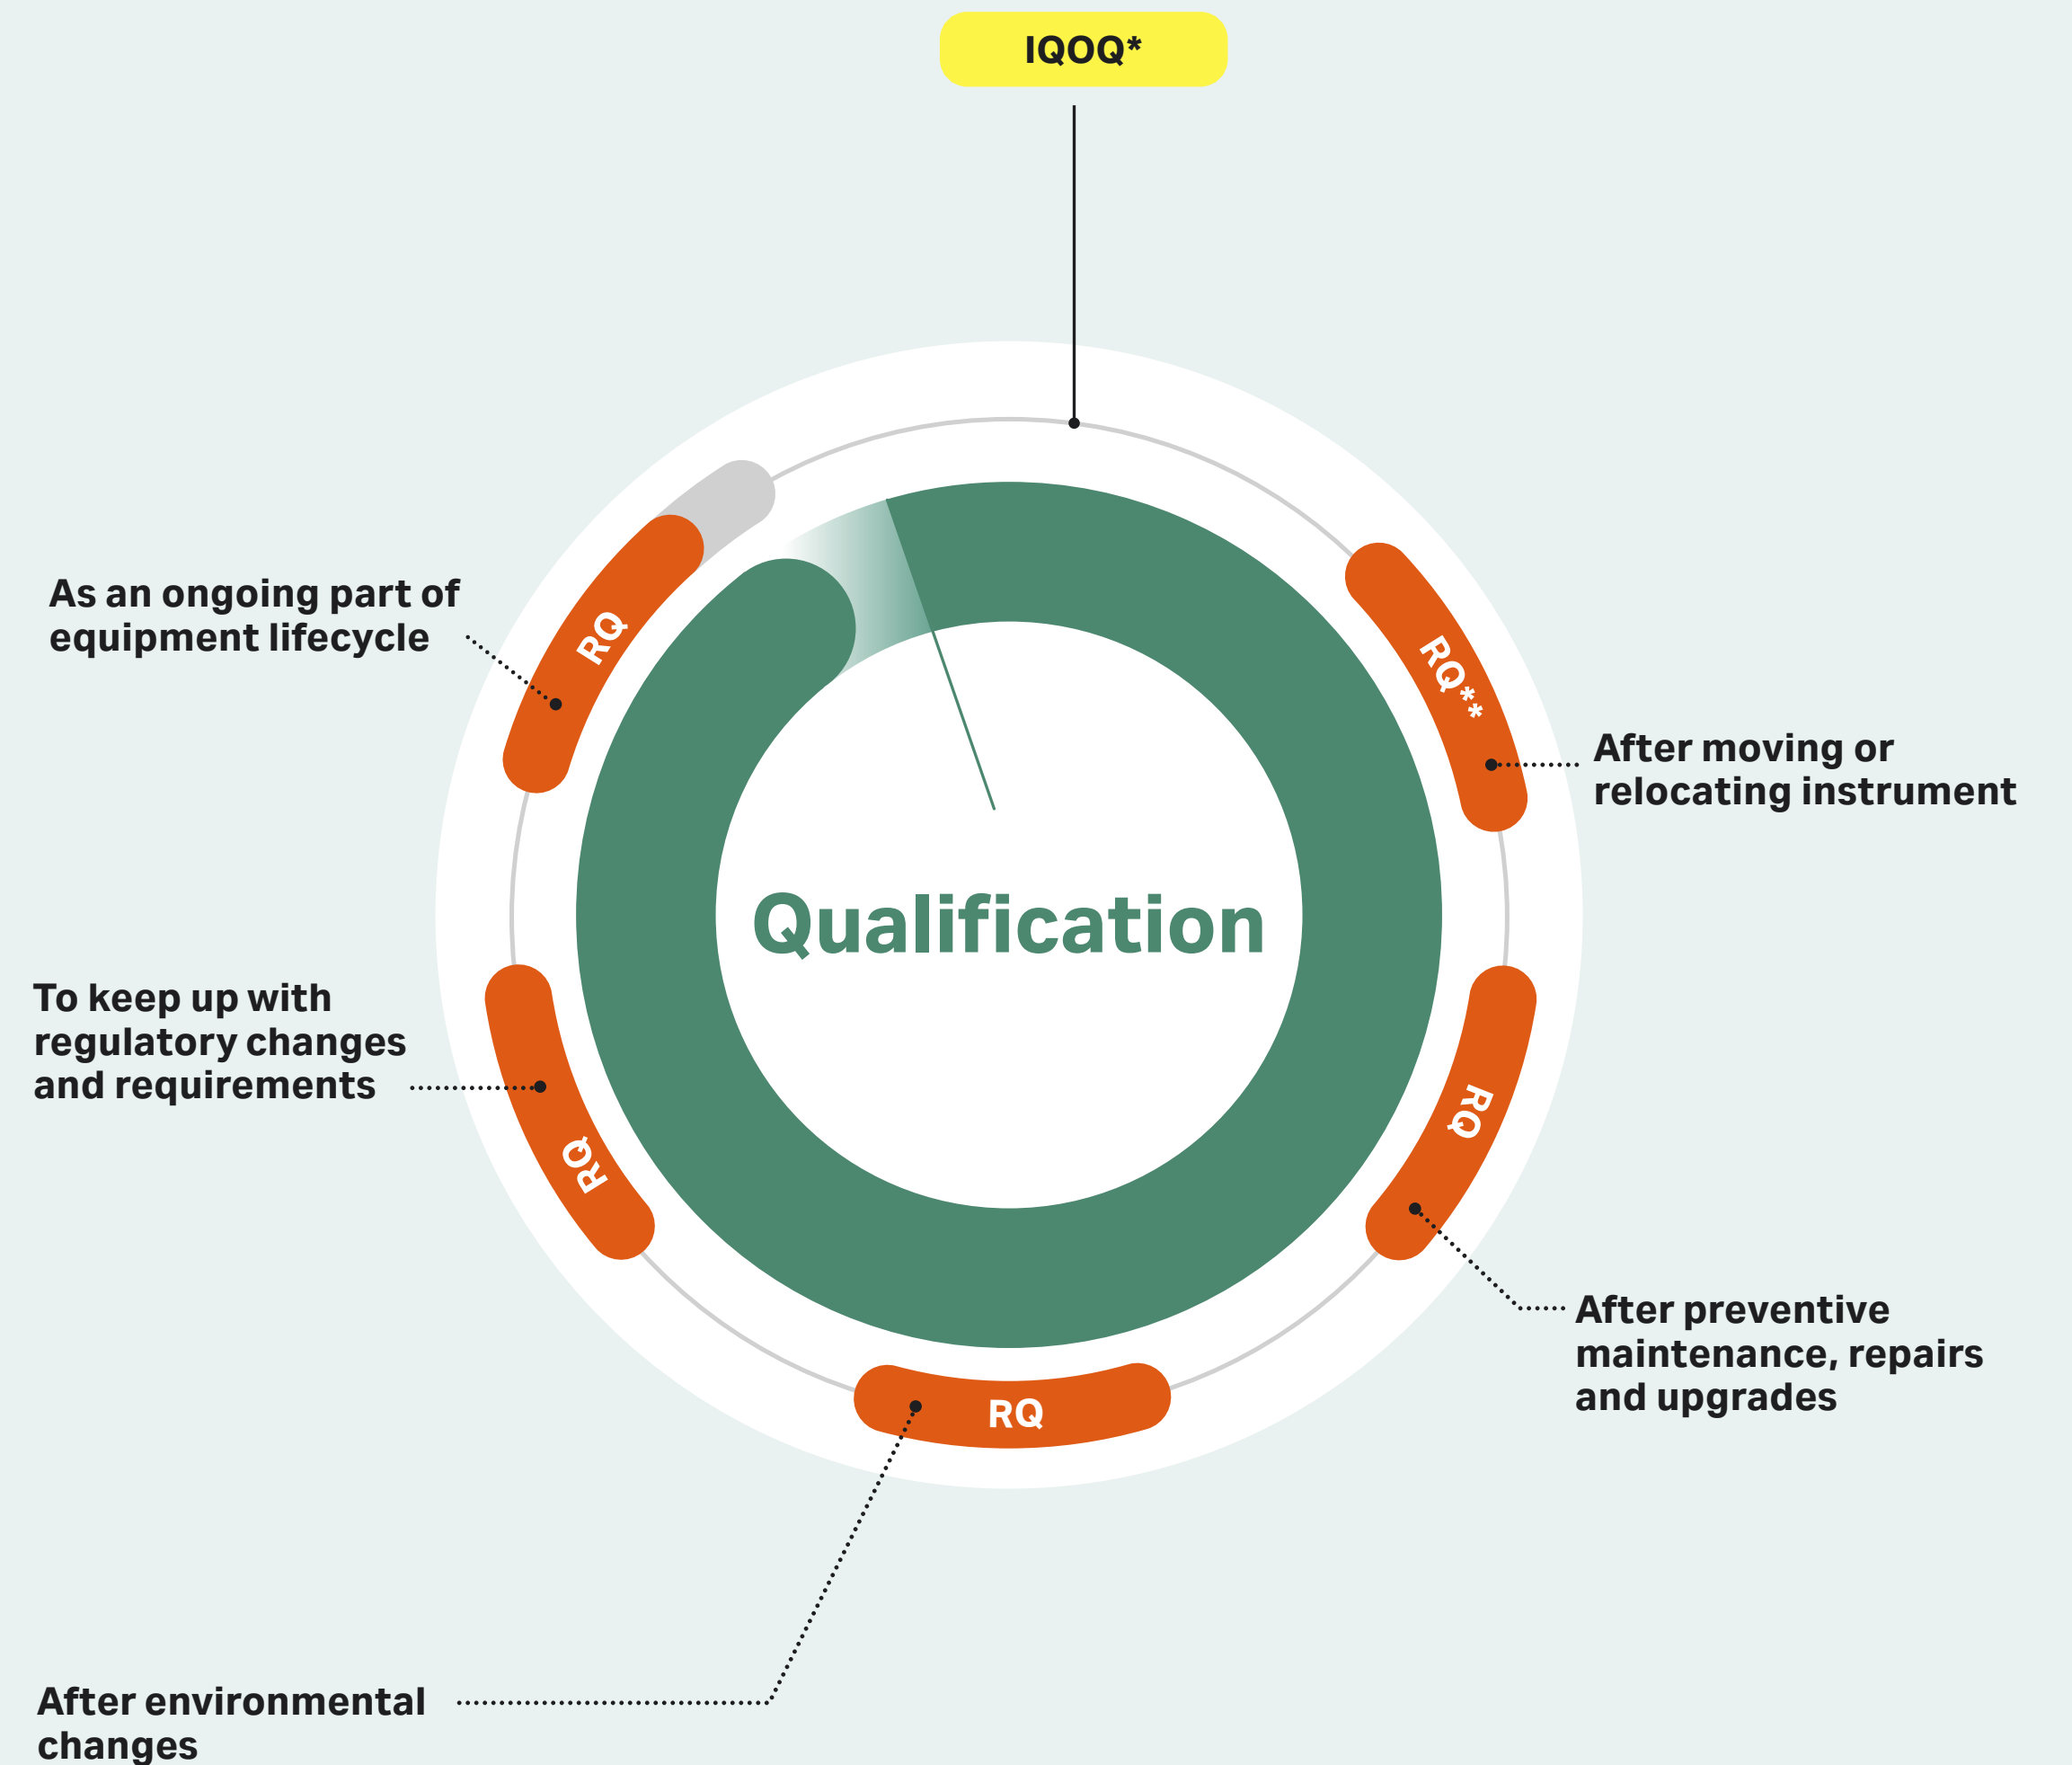 IQOQ*
As an ongoing part of
equipment lifecycle
RQ
RQ**
After moving or
relocating instrument
Qualification
To keep up with
regulatory changes
and requirements
RQ
RQ
After preventive
maintenance, repairs
and upgrades
RQ
After environmental
changes